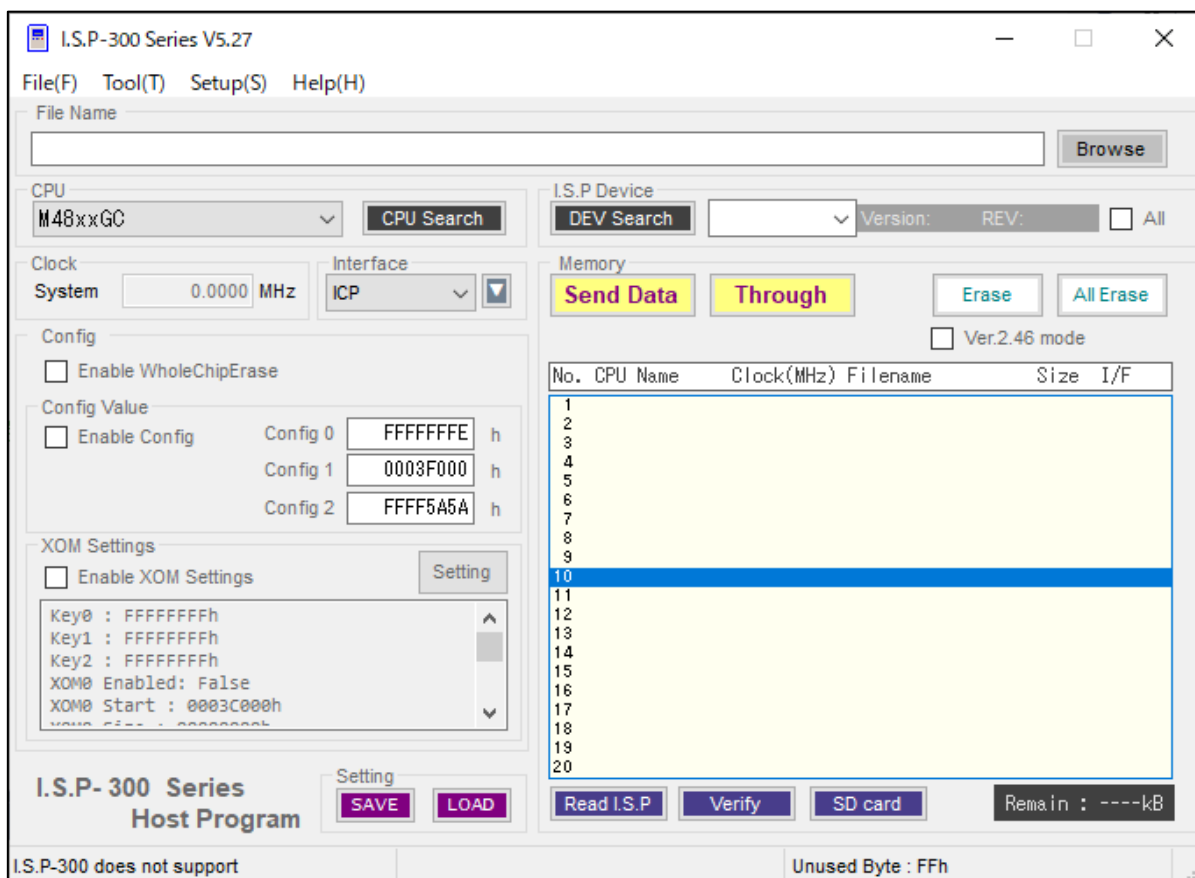 I.S.P-300 Series V5.27
File(F) Tool(T) Setup(S) Help(H)
File Name
Browse
CPU
M48xxGC
CPU Search
I.S.P Device
DEV Search
Version: REV:
All
Clock
System 0.0000 MHz
Interface
ICP
Memory
Send Data
Through
Erase
All Erase
Ver.2.46 mode
Config
Enable WholeChipErase
Config Value
Enable Config
Config 0 FFFFFFFE h
Config 1 0003F000 h
Config 2 FFFF5A5A h
XOM Settings
Enable XOM Settings
Setting
Key0 : FFFFFFFFh
Key1 : FFFFFFFFh
Key2 : FFFFFFFFh
XOM0 Enabled: False
XOM0 Start : 0003C000h
No. CPU Name Clock(MHz) Filename Size I/F
1
2
3
4
5
6
7
8
9
10
11
12
13
14
15
16
17
18
19
20
I.S.P- 300 Series
Host Program
Setting
SAVE
LOAD
Read I.S.P
Verify
SD card
Remain : ----kB
I.S.P-300 does not support
Unused Byte : FFh